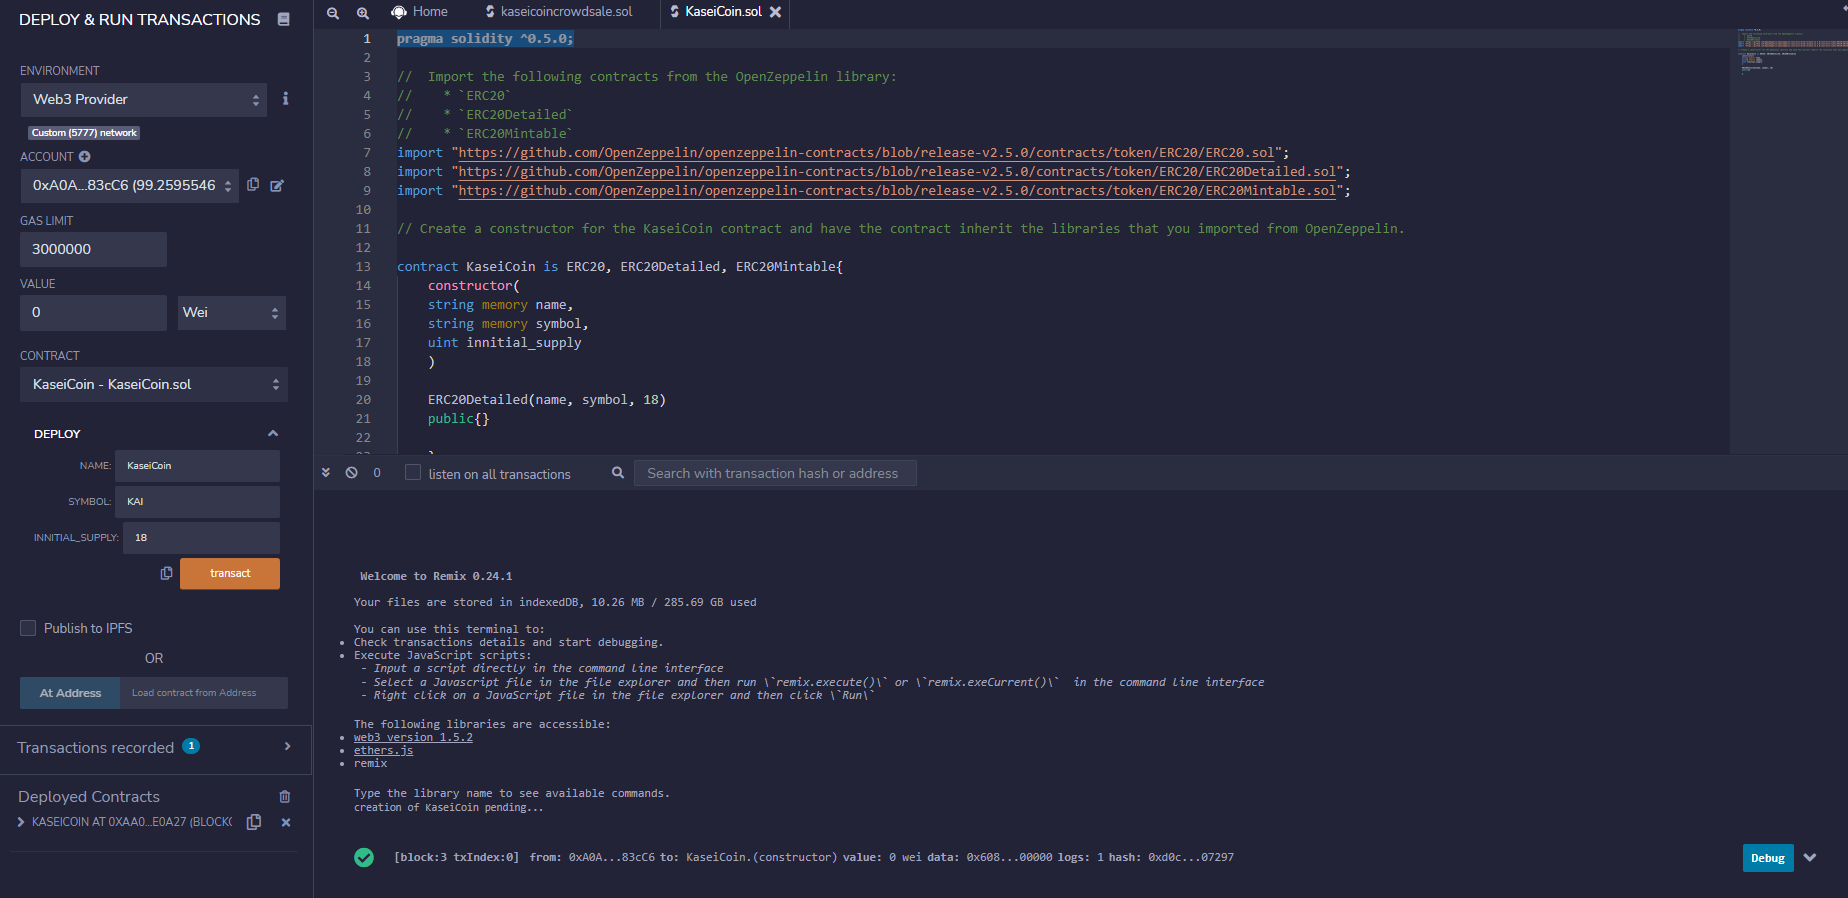 DEPLOY & RUN TRANSACTIONS
ENVIRONMENT
Web3 Provider
Custom (5777) network
ACCOUNT
0xA0A...83cC6 (99.2595546
GAS LIMIT
3000000
VALUE
0
Wei
CONTRACT
KaseiCoin - KaseiCoin.sol
DEPLOY
NAME: KaseiCoin
SYMBOL: KAI
INNITIAL_SUPPLY: 18
transact
Publish to IPFS
OR
At Address Load contract from Address
Transactions recorded 1
Deployed Contracts
KASEICOIN AT 0XAA0...E0A27 (BLOCKC
Home kaseicoincrowdsale.sol KaseiCoin.sol
1 pragma solidity ^0.5.0;
2
3 //  Import the following contracts from the OpenZeppelin library:
4 //    * `ERC20`
5 //    * `ERC20Detailed`
6 //    * `ERC20Mintable`
7 import "https://github.com/OpenZeppelin/openzeppelin-contracts/blob/release-v2.5.0/contracts/token/ERC20/ERC20.sol";
8 import "https://github.com/OpenZeppelin/openzeppelin-contracts/blob/release-v2.5.0/contracts/token/ERC20/ERC20Detailed.sol";
9 import "https://github.com/OpenZeppelin/openzeppelin-contracts/blob/release-v2.5.0/contracts/token/ERC20/ERC20Mintable.sol";
10
11 // Create a constructor for the KaseiCoin contract and have the contract inherit the libraries that you imported from OpenZeppelin.
12
13 contract KaseiCoin is ERC20, ERC20Detailed, ERC20Mintable{
14 constructor(
15 string memory name,
16 string memory symbol,
17 uint innitial_supply
18 )
19
20 ERC20Detailed(name, symbol, 18)
21 public{}
22
0 listen on all transactions Search with transaction hash or address
Welcome to Remix 0.24.1
Your files are stored in indexedDB, 10.26 MB / 285.69 GB used
You can use this terminal to:
• Check transactions details and start debugging.
• Execute JavaScript scripts:
- Input a script directly in the command line interface
- Select a Javascript file in the file explorer and then run \`remix.execute()\` or \`remix.exeCurrent()\`  in the command line interface
- Right click on a JavaScript file in the file explorer and then click \`Run\`
The following libraries are accessible:
• web3 version 1.5.2
• ethers.js
• remix
Type the library name to see available commands.
creation of KaseiCoin pending...
[block:3 txIndex:0] from: 0xA0A...83cC6 to: KaseiCoin.(constructor) value: 0 wei data: 0x608...00000 logs: 1 hash: 0xd0c...07297
Debug